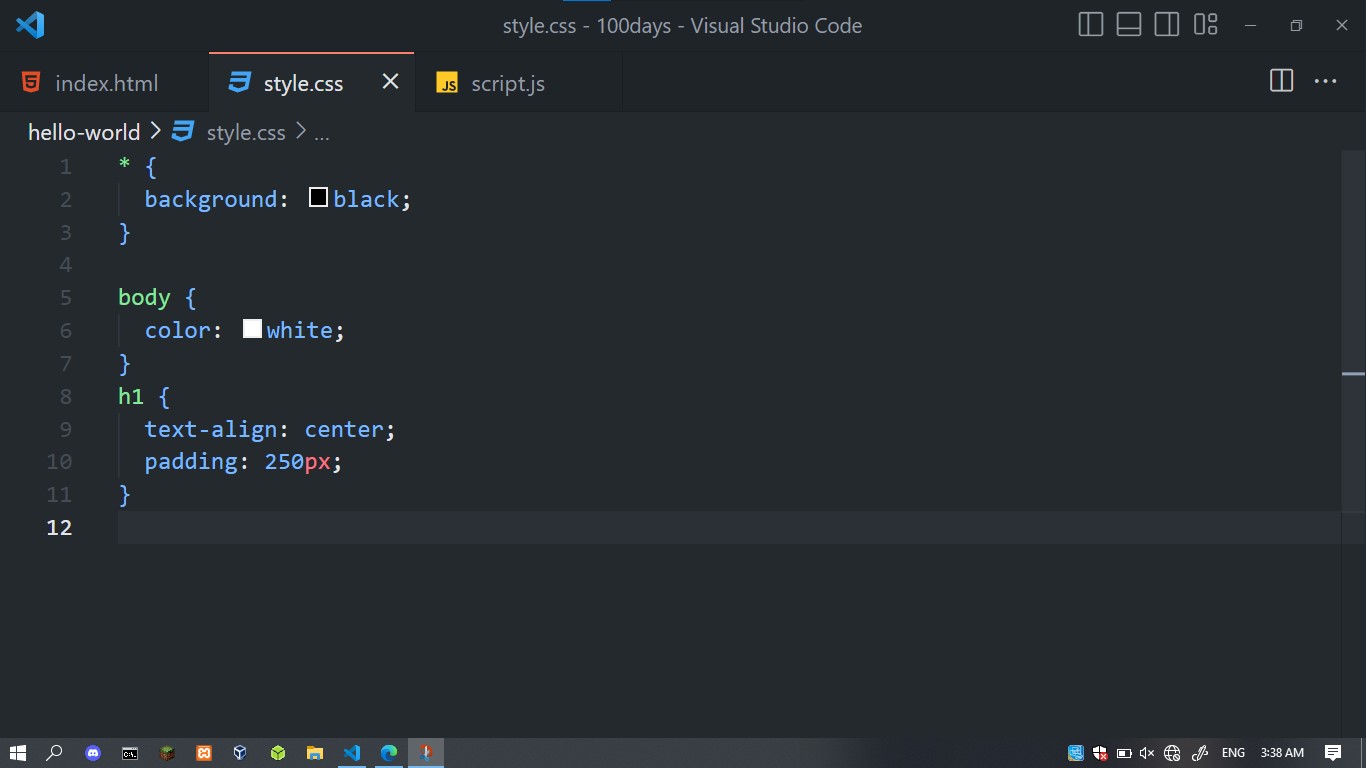 style.css - 100days - Visual Studio Code
index.html
style.css
script.js
hello-world > style.css > ...
1 * {
2 background: black;
3 }
4
5 body {
6 color: white;
7 }
8 h1 {
9 text-align: center;
10 padding: 250px;
11 }
12
ENG 3:38 AM